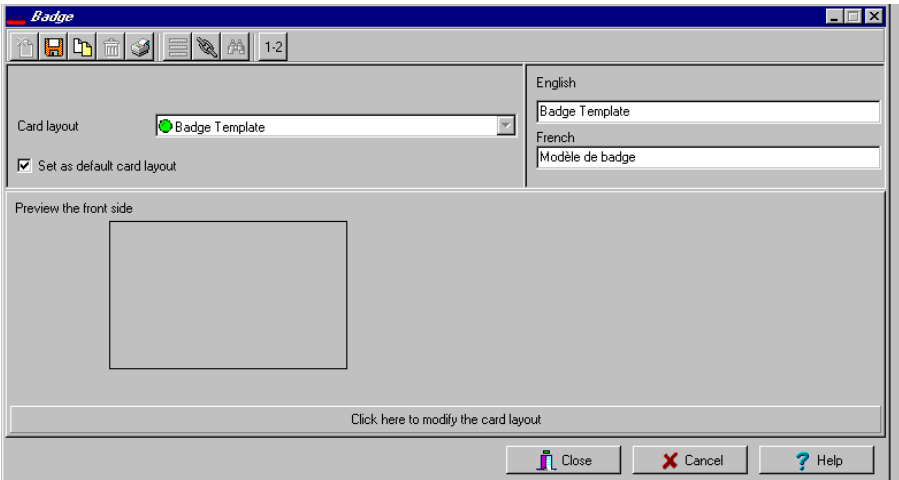 Badge
1-2
English
Badge Template
Card layout
Badge Template
French
Modèle de badge
Set as default card layout
Preview the front side
Click here to modify the card layout
Close
Cancel
Help